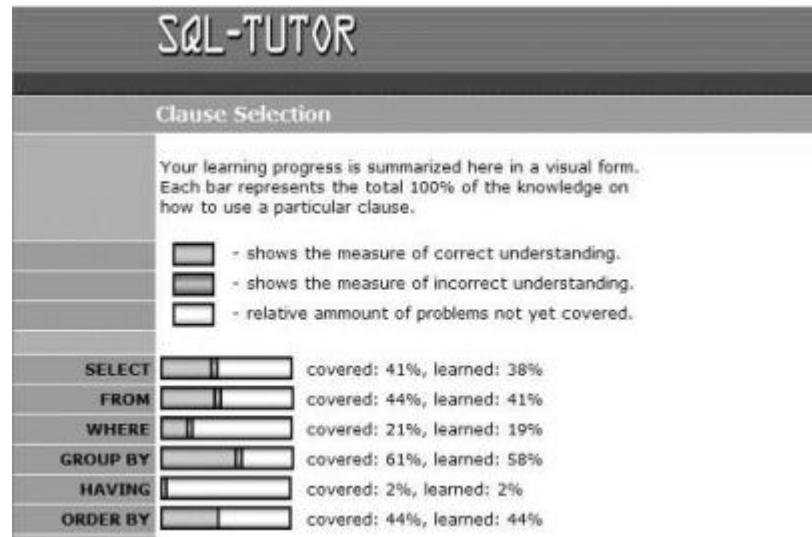 SQL-TUTOR
Clause Selection
Your learning progress is summarized here in a visual form.
Each bar represents the total 100% of the knowledge on
how to use a particular clause.
- shows the measure of correct understanding.
- shows the measure of incorrect understanding.
- relative ammount of problems not yet covered.
SELECT covered: 41%, learned: 38%
FROM covered: 44%, learned: 41%
WHERE covered: 21%, learned: 19%
GROUP BY covered: 61%, learned: 58%
HAVING covered: 2%, learned: 2%
ORDER BY covered: 44%, learned: 44%